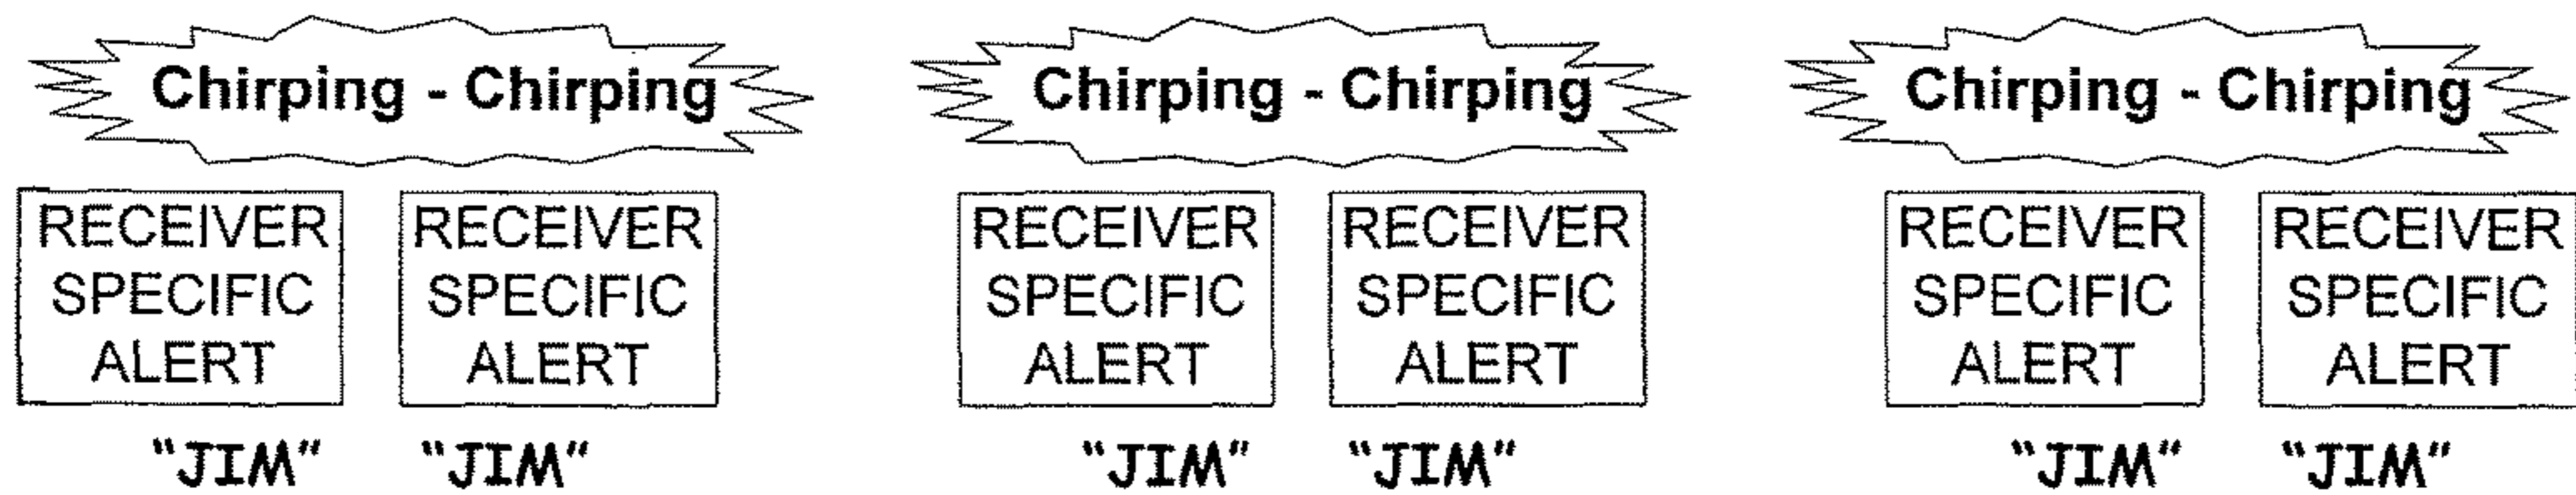 Chirping - Chirping Chirping - Chirping Chirping - Chirping
RECEIVER RECEIVER RECEIVER RECEIVER RECEIVER RECEIVER
SPECIFIC SPECIFIC SPECIFIC SPECIFIC SPECIFIC SPECIFIC
ALERT ALERT ALERT ALERT ALERT ALERT
“JIM” “JIM” “JIM” “JIM” “JIM” “JIM”